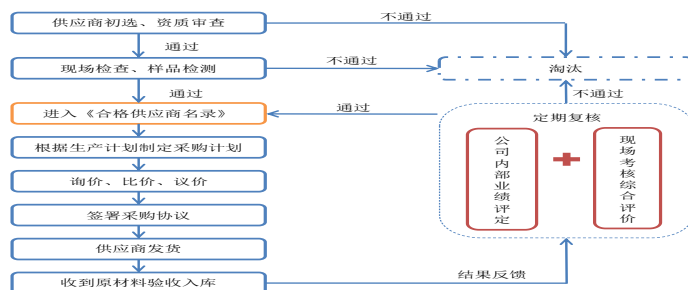 供应商初选、资质审查
不通过
通过
现场检查、样品检测
不通过
淘汰
通过
不通过
进入《合格供应商名录》
通过
定期复核
根据生产计划制定采购计划
公司内部业绩评定
现场考核综合评价
询价、比价、议价
签署采购协议
供应商发货
收到原材料验收入库
结果反馈